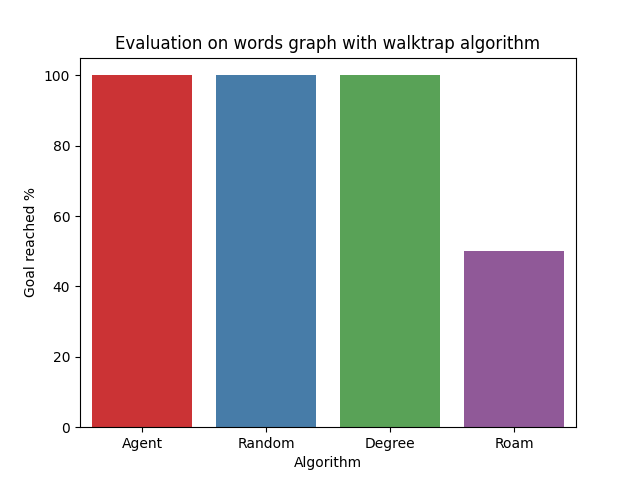 Evaluation on words graph with walktrap algorithm
Goal reached %
100
80
60
40
20
0
Agent Random Degree Roam
Algorithm